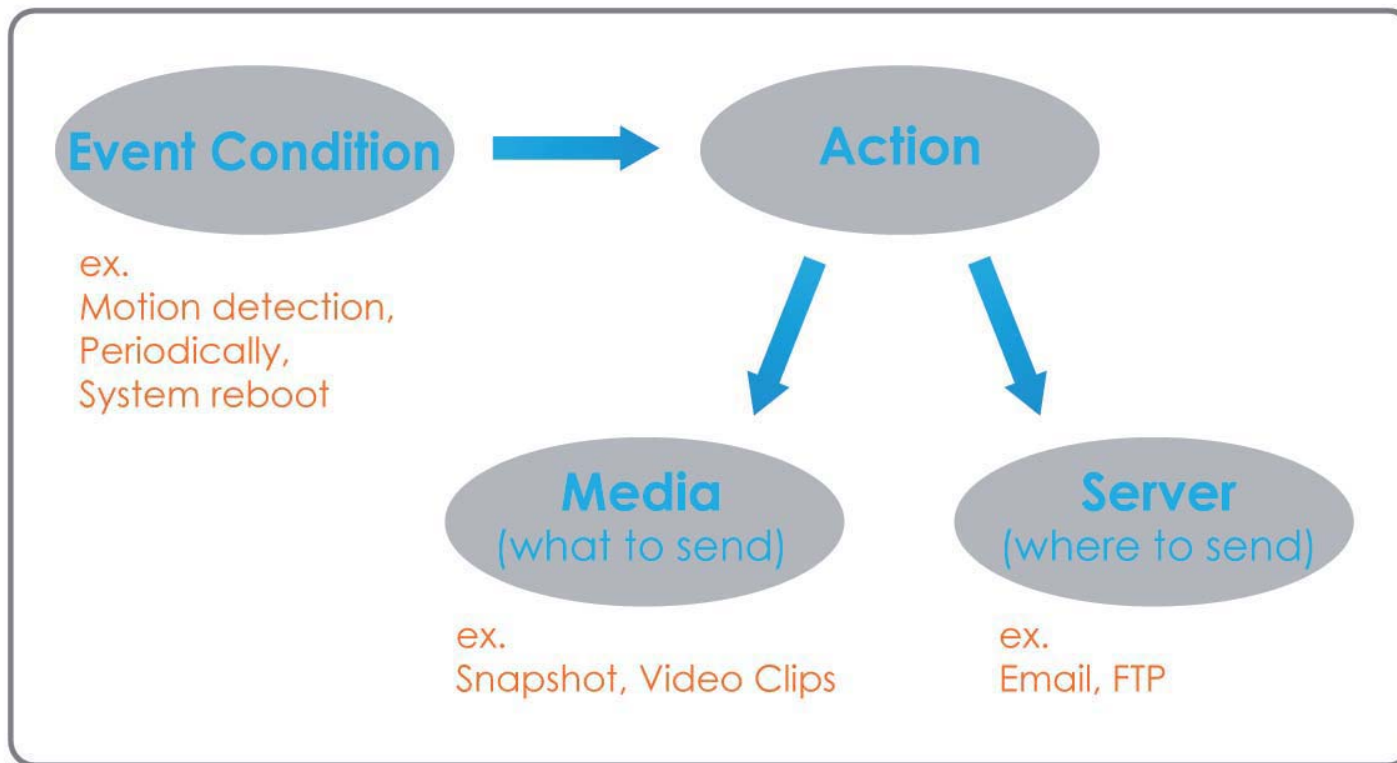 Event Condition
ex.
Motion detection,
Periodically,
System reboot
Action
Media
(what to send)
ex.
Snapshot, Video Clips
Server
(where to send)
ex.
Email, FTP